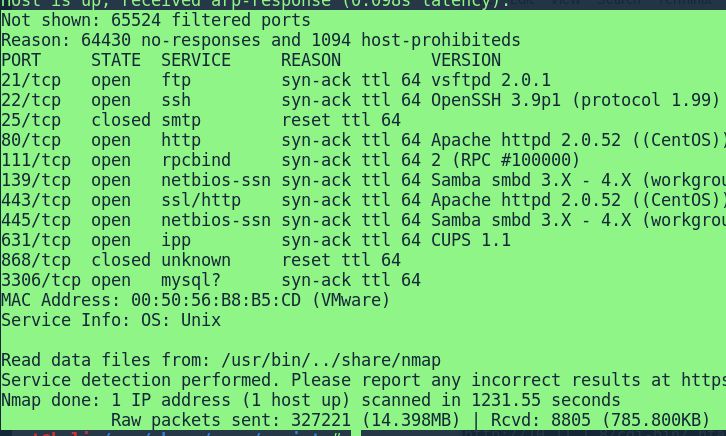 Host is up, received arp-response (0.098s latency).
Not shown: 65524 filtered ports
Reason: 64430 no-responses and 1094 host-prohibiteds
PORT     STATE  SERVICE     REASON         VERSION
21/tcp   open   ftp         syn-ack ttl 64 vsftpd 2.0.1
22/tcp   open   ssh         syn-ack ttl 64 OpenSSH 3.9p1 (protocol 1.99)
25/tcp   closed smtp        reset ttl 64
80/tcp   open   http        syn-ack ttl 64 Apache httpd 2.0.52 ((CentOS))
111/tcp  open   rpcbind     syn-ack ttl 64 2 (RPC #100000)
139/tcp  open   netbios-ssn syn-ack ttl 64 Samba smbd 3.X - 4.X (workgrou
443/tcp  open   ssl/http    syn-ack ttl 64 Apache httpd 2.0.52 ((CentOS))
445/tcp  open   netbios-ssn syn-ack ttl 64 Samba smbd 3.X - 4.X (workgrou
631/tcp  open   ipp         syn-ack ttl 64 CUPS 1.1
868/tcp  closed unknown     reset ttl 64
3306/tcp open   mysql?      syn-ack ttl 64
MAC Address: 00:50:56:B8:B5:CD (VMware)
Service Info: OS: Unix
Read data files from: /usr/bin/../share/nmap
Service detection performed. Please report any incorrect results at https
Nmap done: 1 IP address (1 host up) scanned in 1231.55 seconds
           Raw packets sent: 327221 (14.398MB) | Rcvd: 8805 (785.800KB)